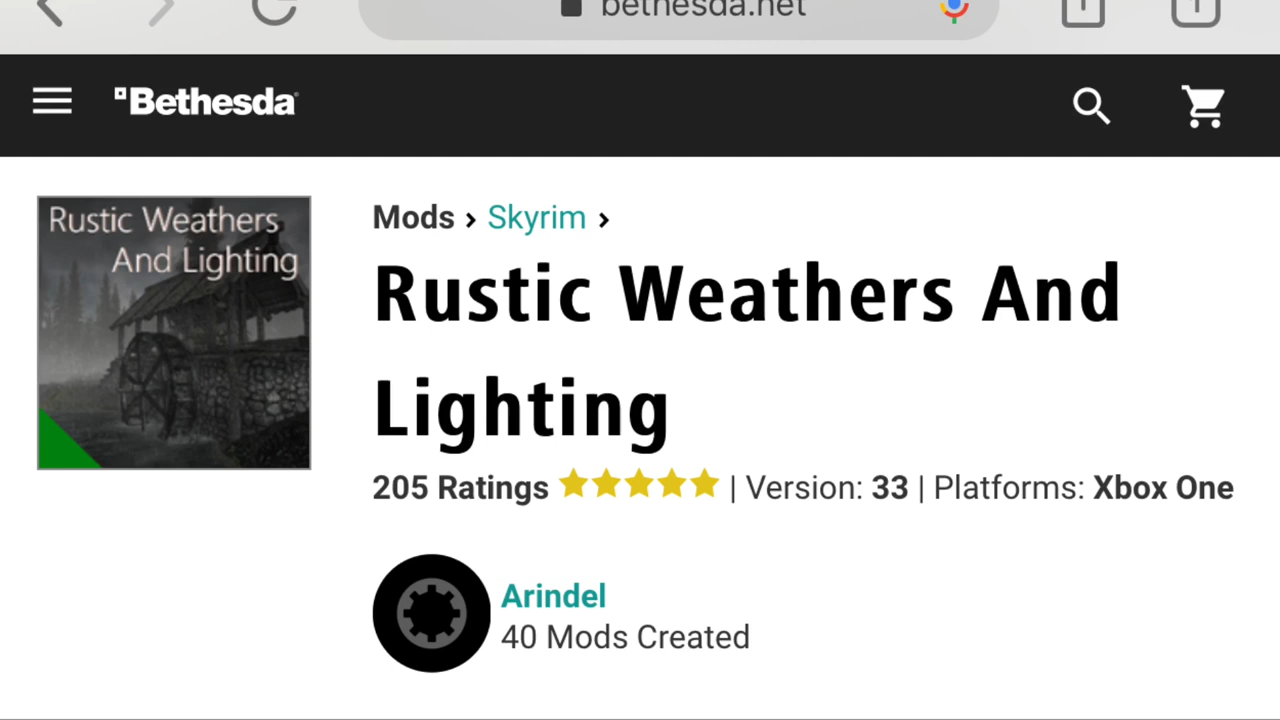 bethesda.net
Bethesda
Rustic Weathers
And Lighting
Mods › Skyrim ›
Rustic Weathers And
Lighting
205 Ratings ★★★★★ | Version: 33 | Platforms: Xbox One
Arindel
40 Mods Created